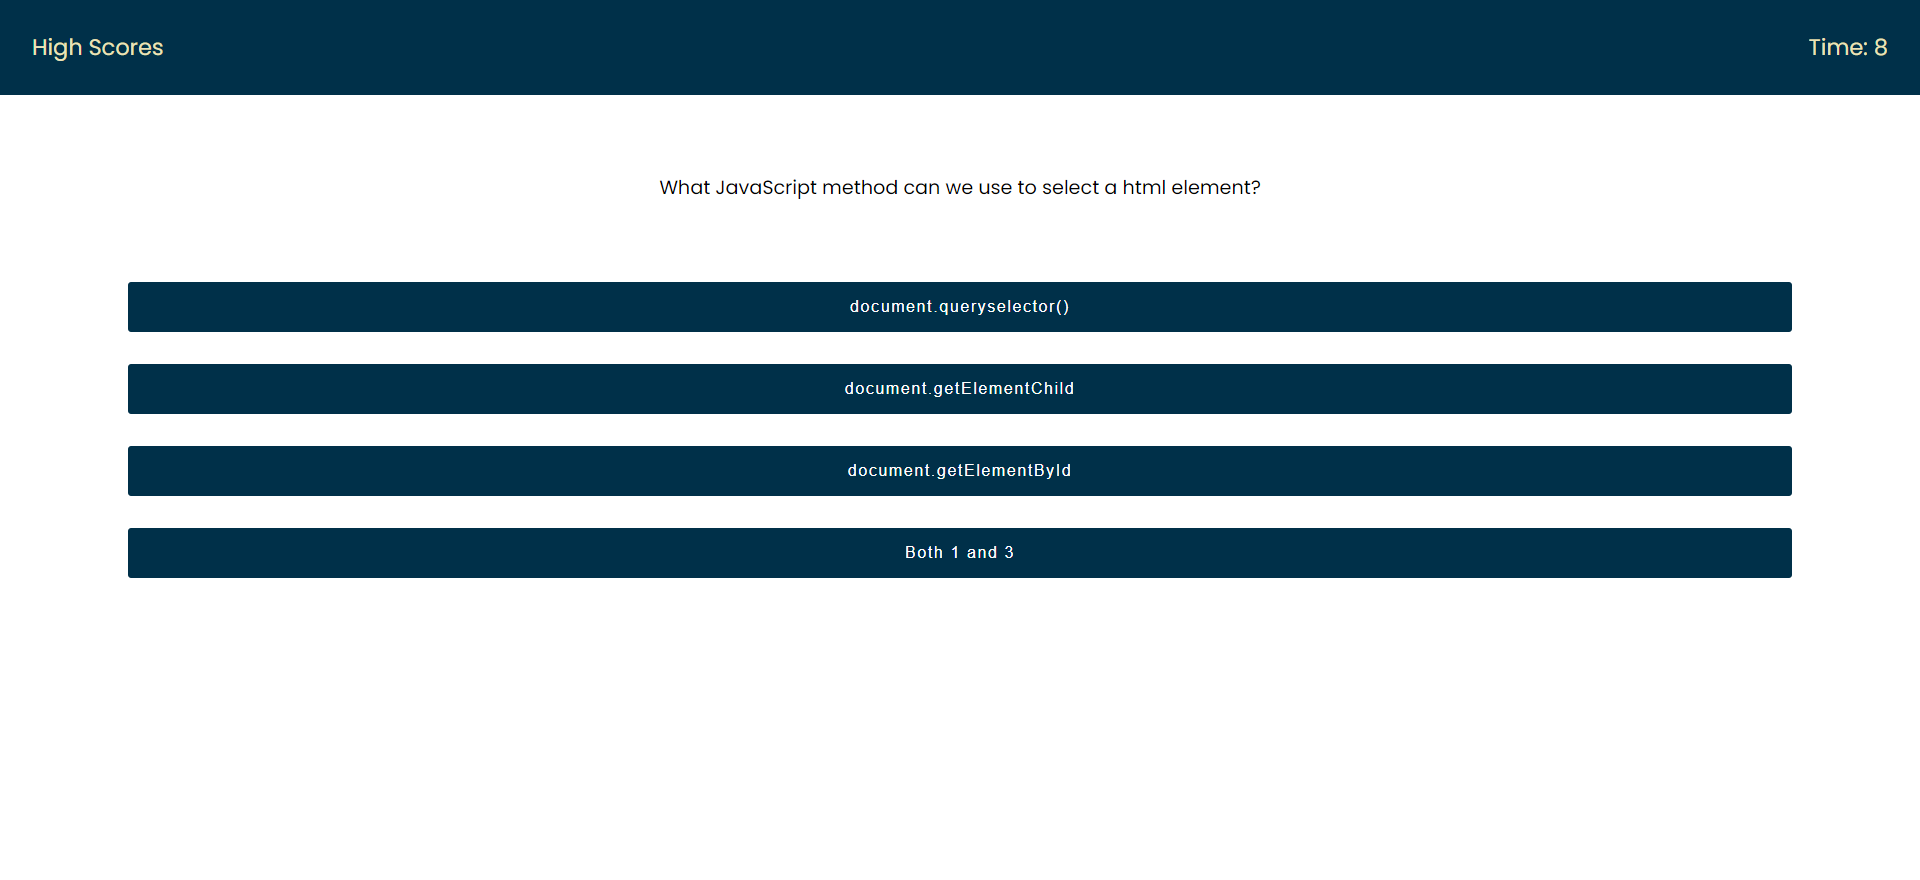 High Scores
Time: 8
What JavaScript method can we use to select a html element?
document.queryselector()
document.getElementChild
document.getElementById
Both 1 and 3